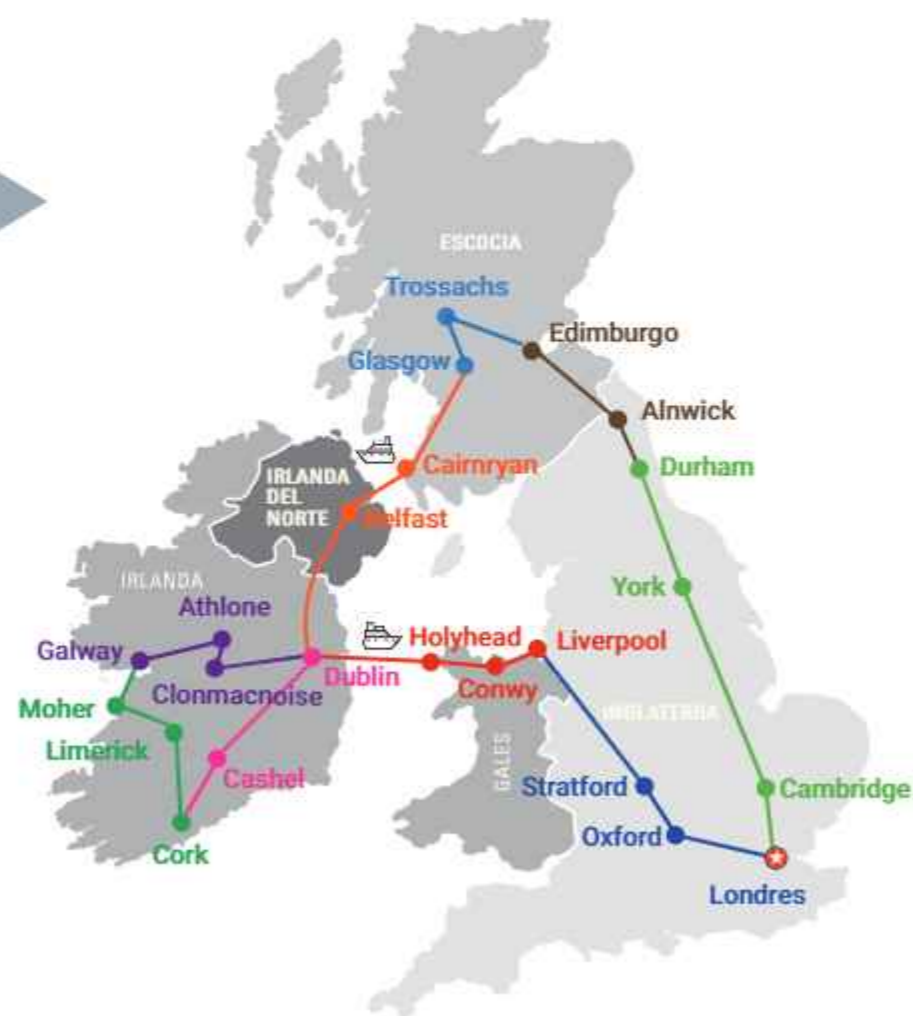 ESCOCIA
Trossachs
Edimburgo
Glasgow
Alnwick
Cairnryan
Durham
IRLANDA
DEL
NORTE
Belfast
IRLANDA
York
Athlone
Galway
Holyhead
Liverpool
Dublin
Conwy
Clonmacnoise
Moher
INGLATERRA
Limerick
GALES
Cashel
Stratford
Cambridge
Oxford
Cork
Londres